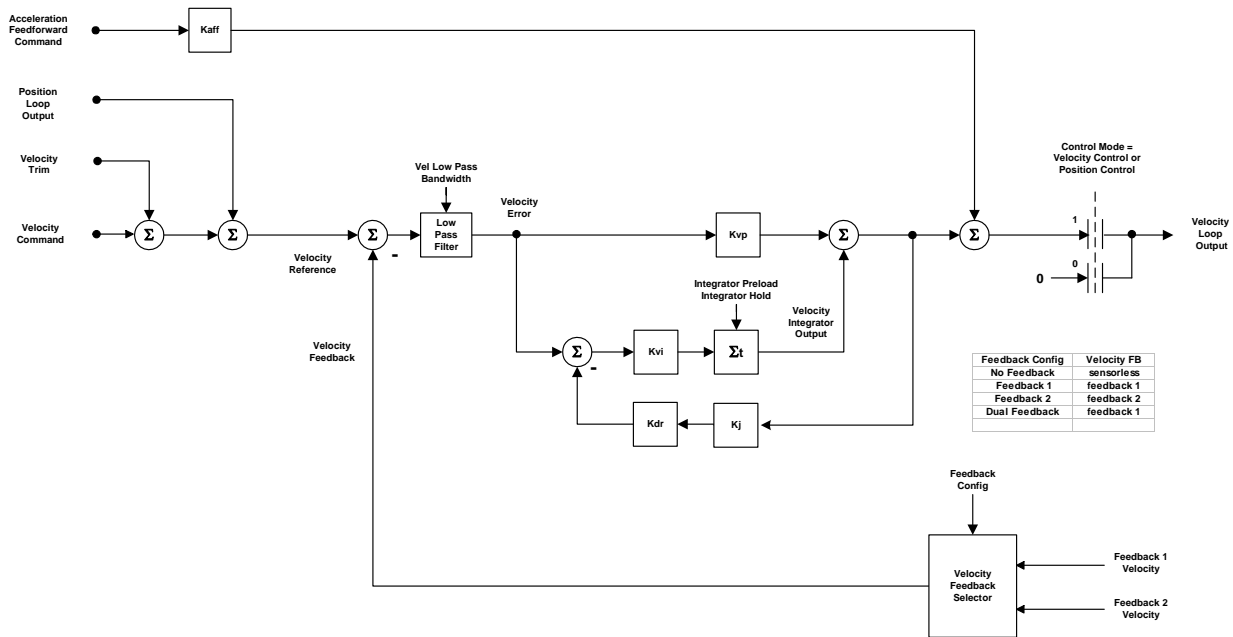 Acceleration
Feedforward
Command
Kaff
Position
Loop
Output
Velocity
Trim
Velocity
Command
Σ
Σ
Velocity
Reference
Σ
-
Vel Low Pass
Bandwidth
Low
Pass
Filter
Velocity
Error
Kvp
Σ
Σ
Control Mode =
Velocity Control or
Position Control
1
0
0
Velocity
Loop
Output
Integrator Preload
Integrator Hold
Velocity
Integrator
Output
Σ
-
Kvi
Σt
Kdr
Kj
Velocity
Feedback
Feedback Config Velocity FB
No Feedback sensorless
Feedback 1 feedback 1
Feedback 2 feedback 2
Dual Feedback feedback 1
Feedback
Config
Velocity
Feedback
Selector
Feedback 1
Velocity
Feedback 2
Velocity